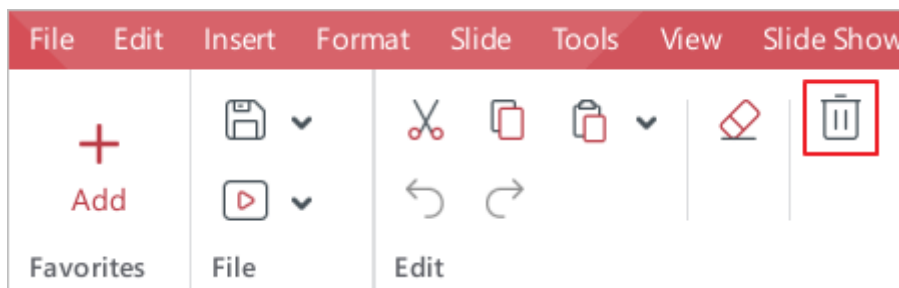 File Edit Insert Format Slide Tools View Slide Show
Add
Favorites File Edit